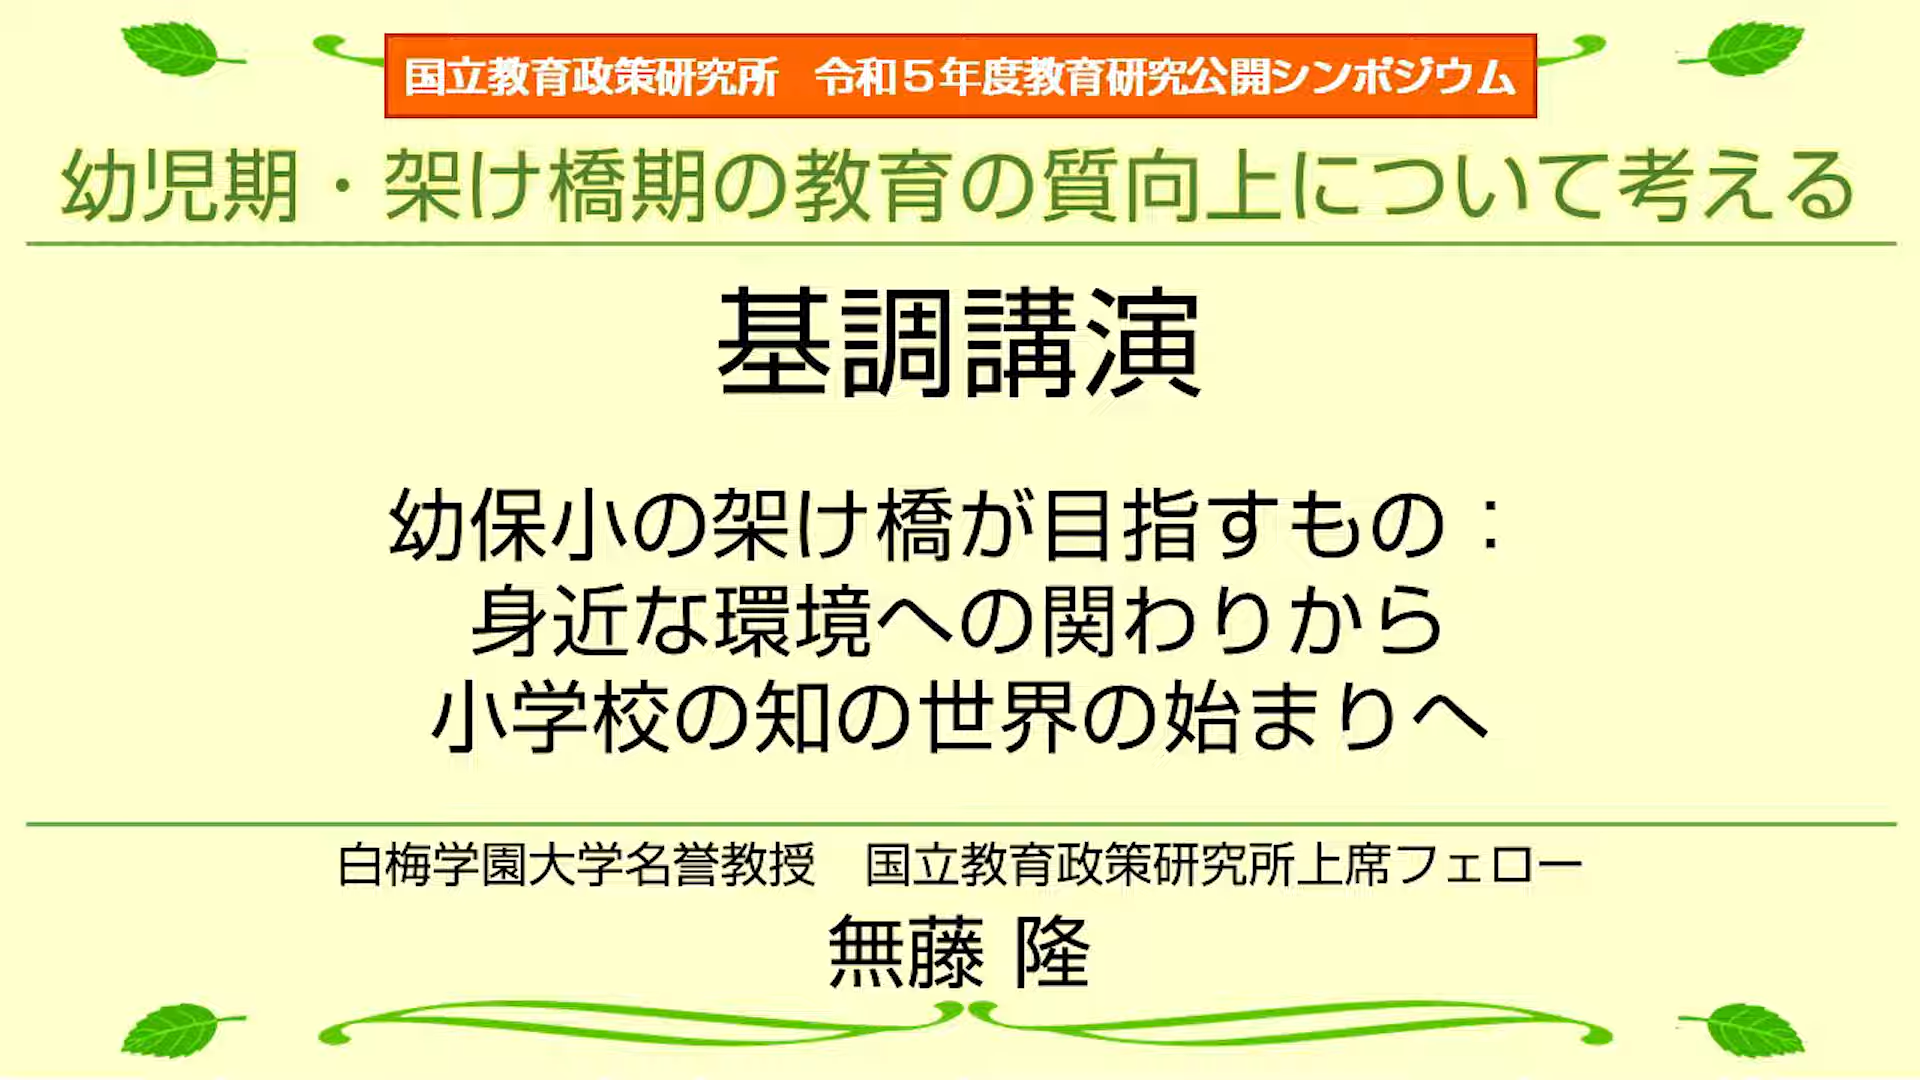 国立教育政策研究所　令和５年度教育研究公開シンポジウム
幼児期・架け橋期の教育の質向上について考える
基調講演
幼保小の架け橋が目指すもの：
身近な環境への関わりから
小学校の知の世界の始まりへ
白梅学園大学名誉教授　国立教育政策研究所上席フェロー
無藤 隆